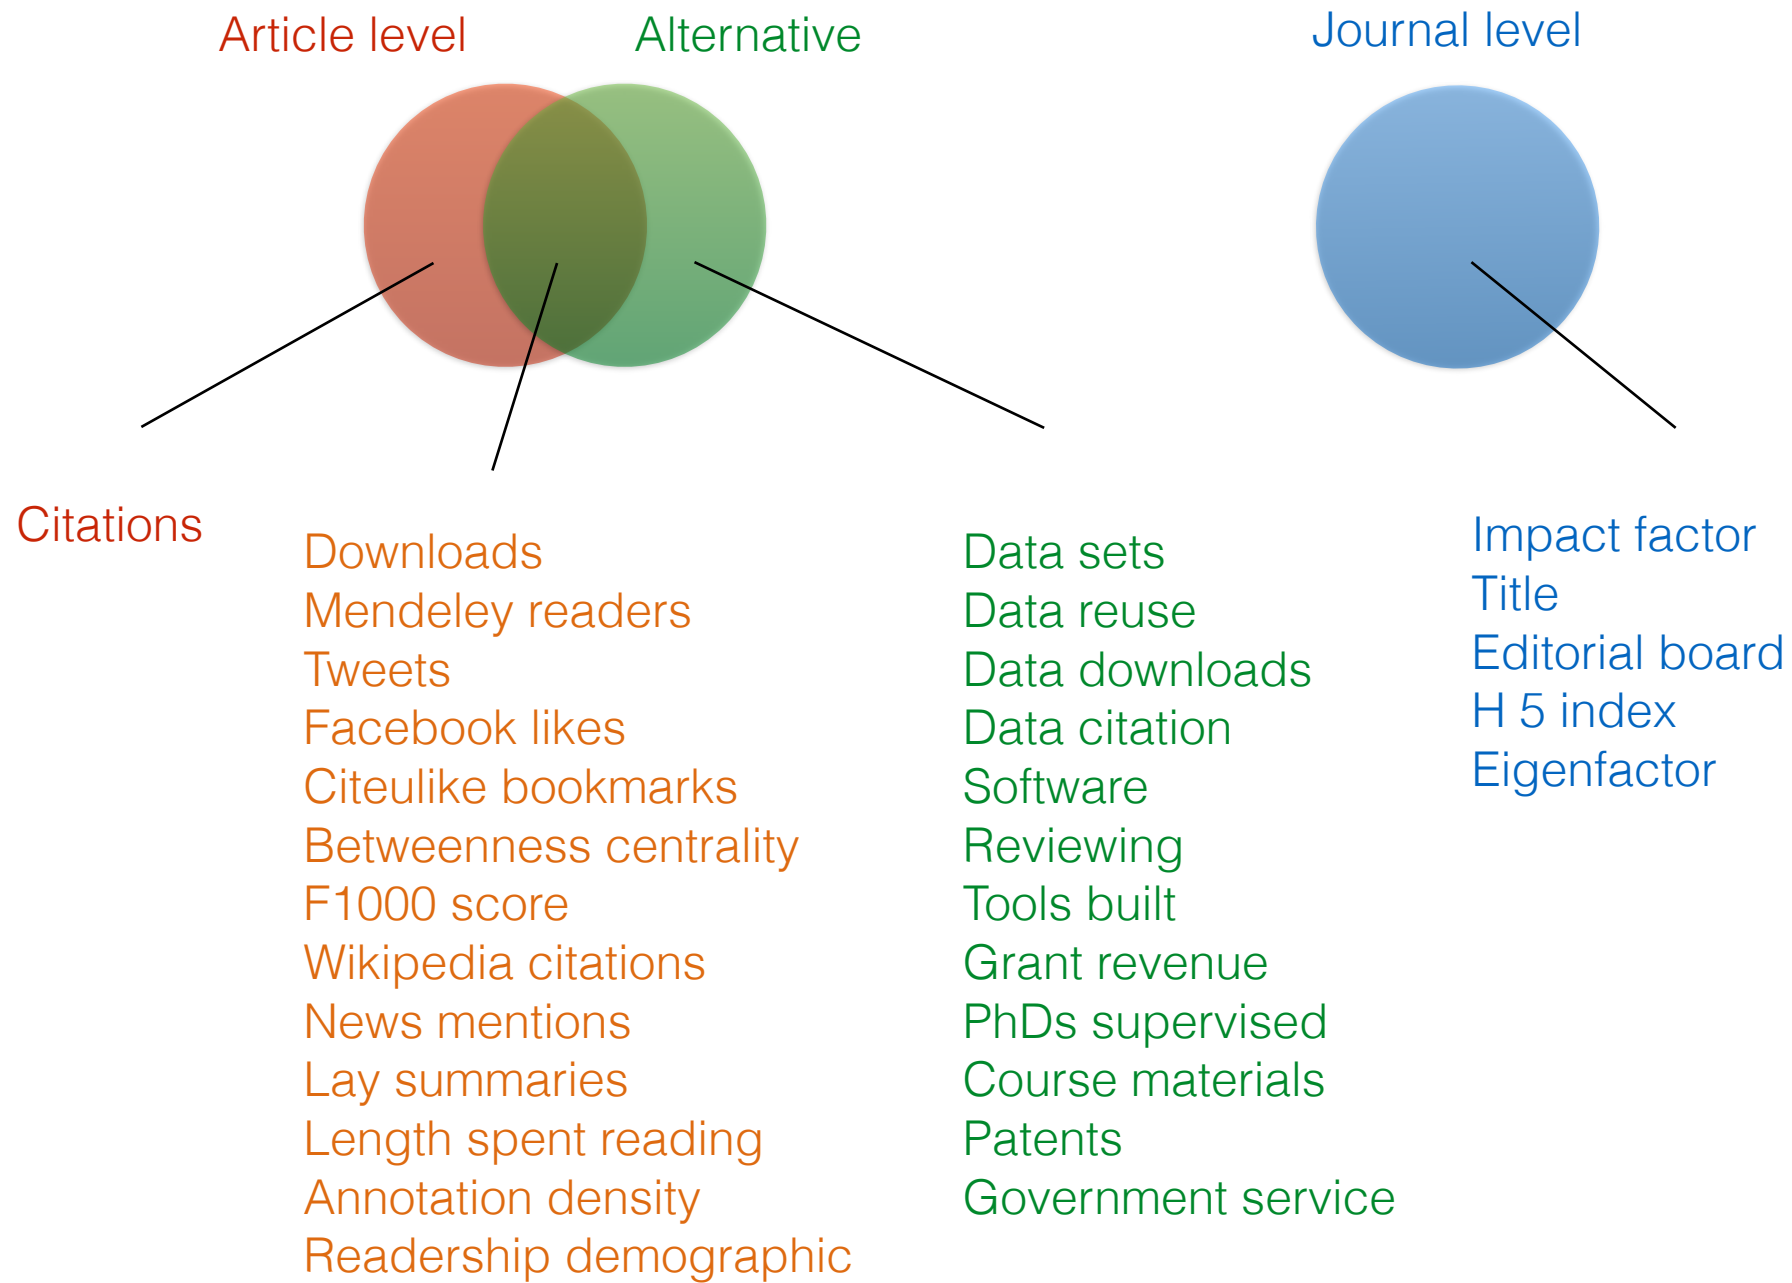 Article level
Alternative
Journal level
Citations
Downloads
Mendeley readers
Tweets
Facebook likes
Citeulike bookmarks
Betweenness centrality
F1000 score
Wikipedia citations
News mentions
Lay summaries
Length spent reading
Annotation density
Readership demographic
Data sets
Data reuse
Data downloads
Data citation
Software
Reviewing
Tools built
Grant revenue
PhDs supervised
Course materials
Patents
Government service
Impact factor
Title
Editorial board
H 5 index
Eigenfactor